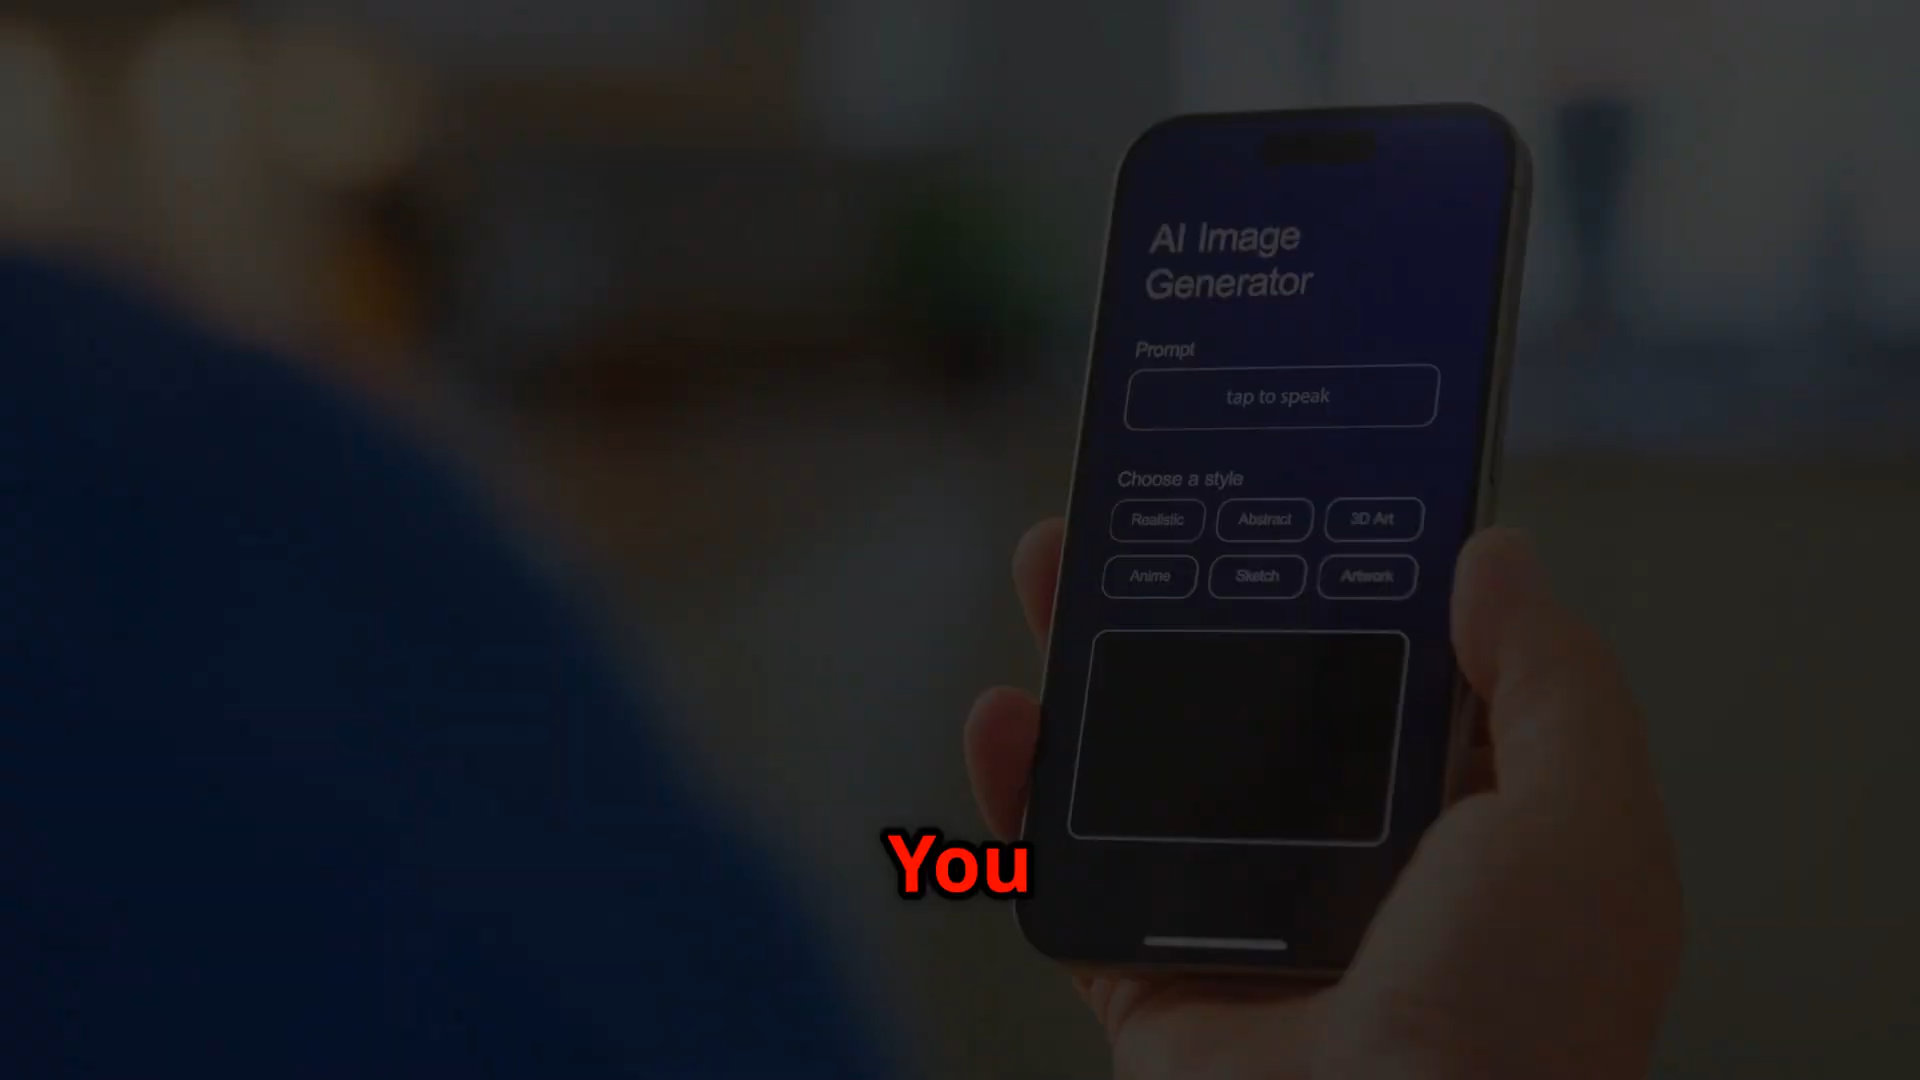 AI Image
Generator
Prompt
tap to speak
Choose a style
Realistic
Abstract
3D Art
Anime
Sketch
Artwork
You